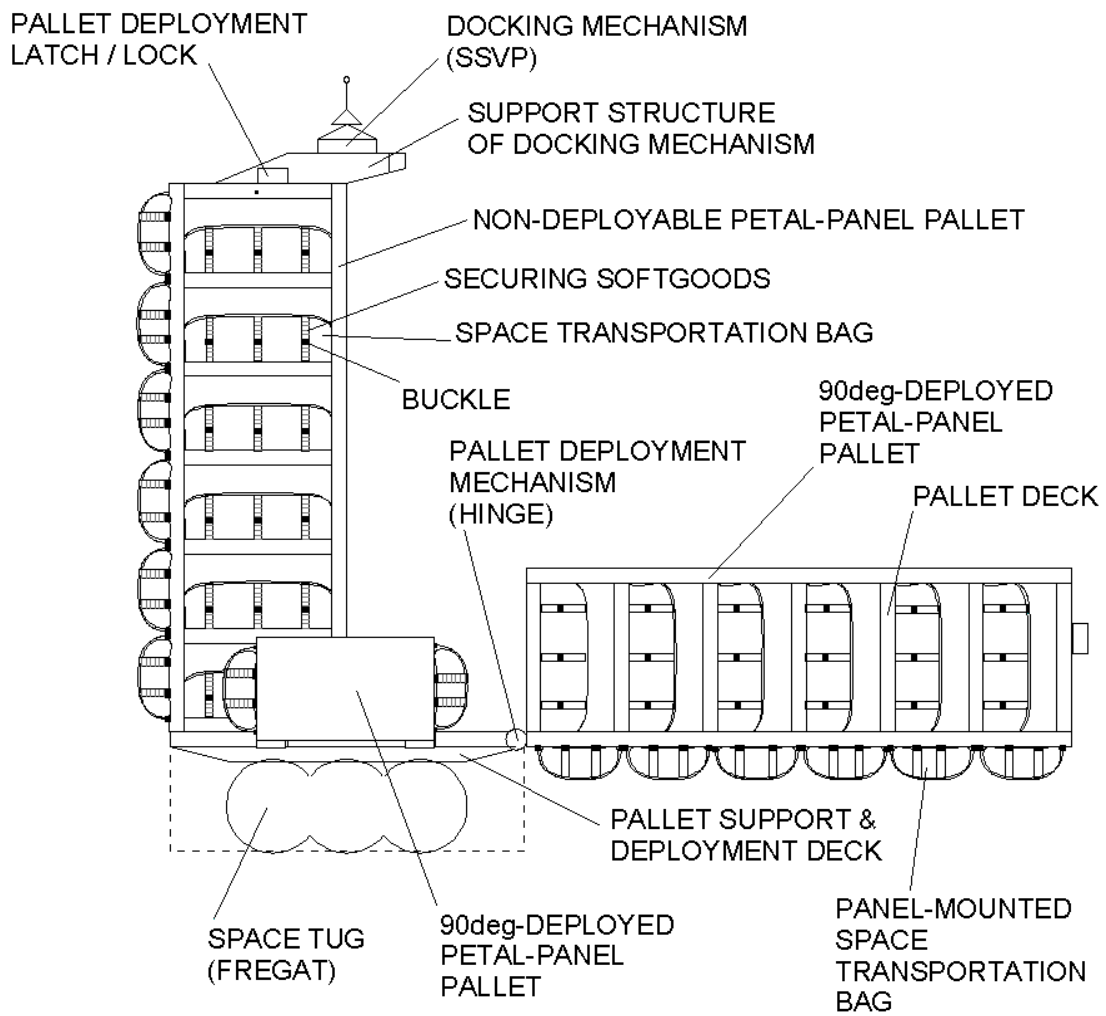 PALLET DEPLOYMENT
LATCH / LOCK
DOCKING MECHANISM
(SSVP)
SUPPORT STRUCTURE
OF DOCKING MECHANISM
NON-DEPLOYABLE PETAL-PANEL PALLET
SECURING SOFTGOODS
SPACE TRANSPORTATION BAG
BUCKLE
90deg-DEPLOYED
PETAL-PANEL
PALLET
PALLET DEPLOYMENT
MECHANISM
(HINGE)
PALLET DECK
PALLET SUPPORT &
DEPLOYMENT DECK
SPACE TUG
(FREGAT)
90deg-DEPLOYED
PETAL-PANEL
PALLET
PANEL-MOUNTED
SPACE
TRANSPORTATION
BAG